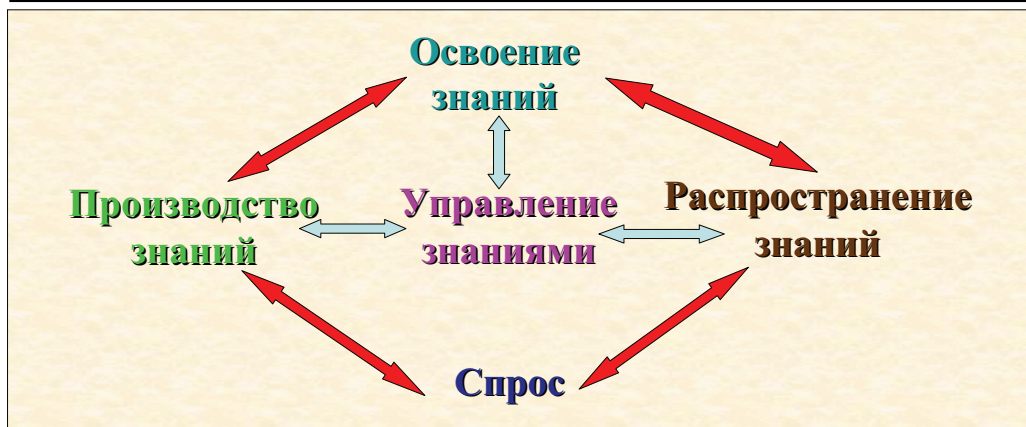 Освоение
знаний
Производство
знаний
Управление
знаниями
Распространение
знаний
Спрос